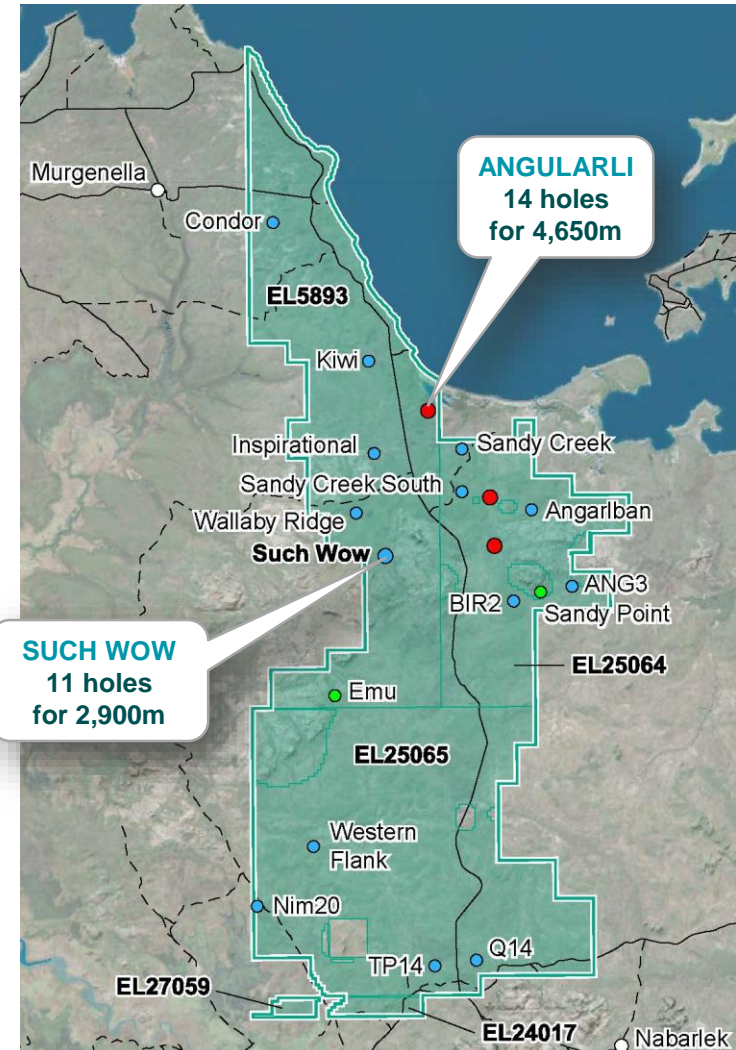 Murgenella
ANGULARLI
14 holes
for 4,650m
Condor
EL5893
Kiwi
Inspirational
Sandy Creek
Sandy Creek South
Angarlban
Wallaby Ridge
Such Wow
ANG3
BIR2
Sandy Point
SUCH WOW
11 holes
for 2,900m
EL25064
Emu
EL25065
Western
Flank
Nim20
Q14
TP14
EL27059
EL24017
Nabarlek